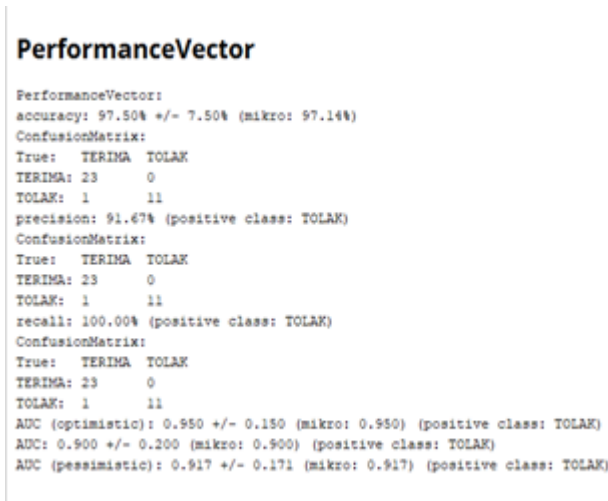 PerformanceVector
PerformanceVector:
accuracy: 97.50% +/- 7.50% (mikro: 97.14%)
ConfusionMatrix:
True: TERIMA TOLAK
TERIMA: 23 0
TOLAK: 1 11
precision: 91.67% (positive class: TOLAK)
ConfusionMatrix:
True: TERIMA TOLAK
TERIMA: 23 0
TOLAK: 1 11
recall: 100.00% (positive class: TOLAK)
ConfusionMatrix:
True: TERIMA TOLAK
TERIMA: 23 0
TOLAK: 1 11
AUC (optimistic): 0.950 +/- 0.150 (mikro: 0.950) (positive class: TOLAK)
AUC: 0.900 +/- 0.200 (mikro: 0.900) (positive class: TOLAK)
AUC (pessimistic): 0.917 +/- 0.171 (mikro: 0.917) (positive class: TOLAK)